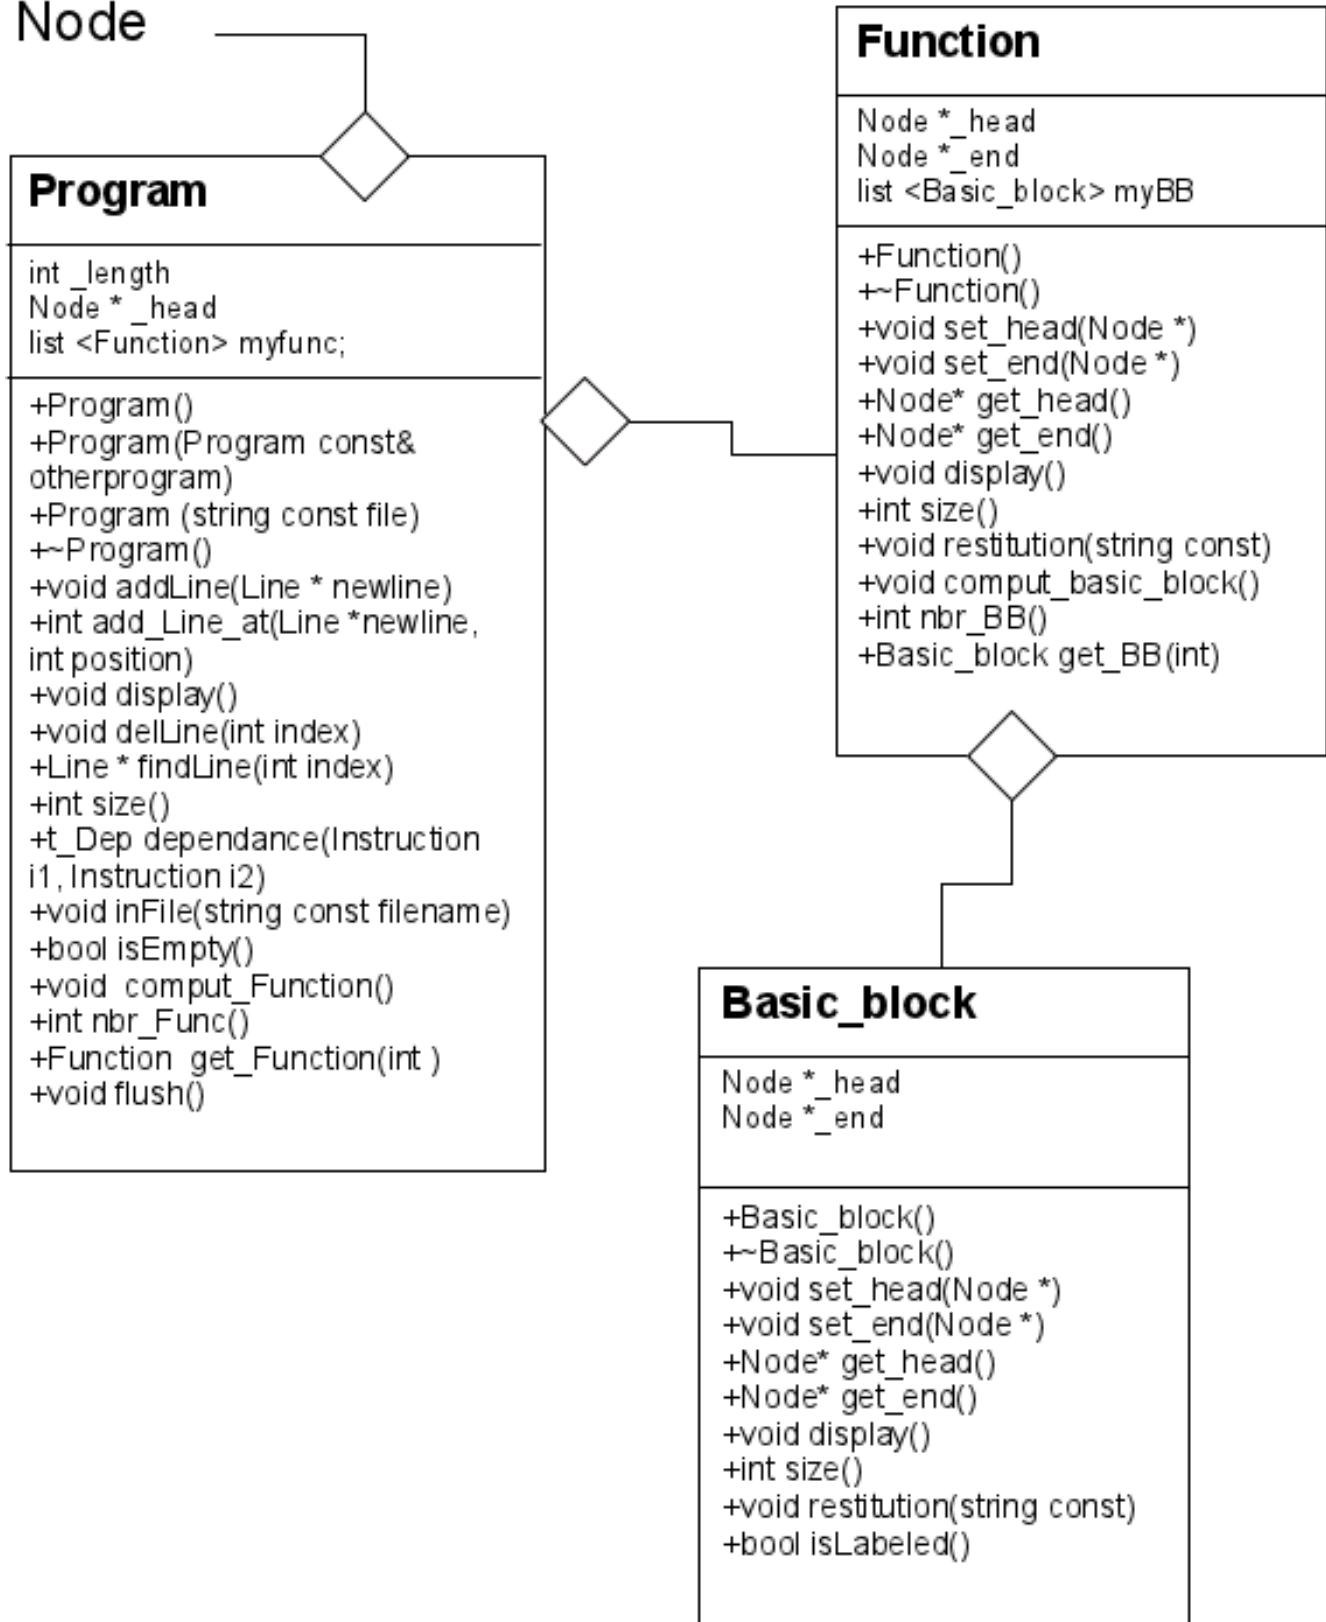 Node
Program
int _length
Node * _head
list <Function> myfunc;
+Program()
+Program(Program const&
otherprogram)
+Program (string const file)
+~Program()
+void addLine(Line * newline)
+int add_Line_at(Line *newline,
int position)
+void display()
+void delLine(int index)
+Line * findLine(int index)
+int size()
+t_Dep dependance(Instruction
i1, Instruction i2)
+void inFile(string const filename)
+bool isEmpty()
+void  comput_Function()
+int nbr_Func()
+Function  get_Function(int )
+void flush()
Function
Node *_head
Node *_end
list <Basic_block> myBB
+Function()
+~Function()
+void set_head(Node *)
+void set_end(Node *)
+Node* get_head()
+Node* get_end()
+void display()
+int size()
+void restitution(string const)
+void comput_basic_block()
+int nbr_BB()
+Basic_block get_BB(int)
Basic_block
Node *_head
Node *_end
+Basic_block()
+~Basic_block()
+void set_head(Node *)
+void set_end(Node *)
+Node* get_head()
+Node* get_end()
+void display()
+int size()
+void restitution(string const)
+bool isLabeled()